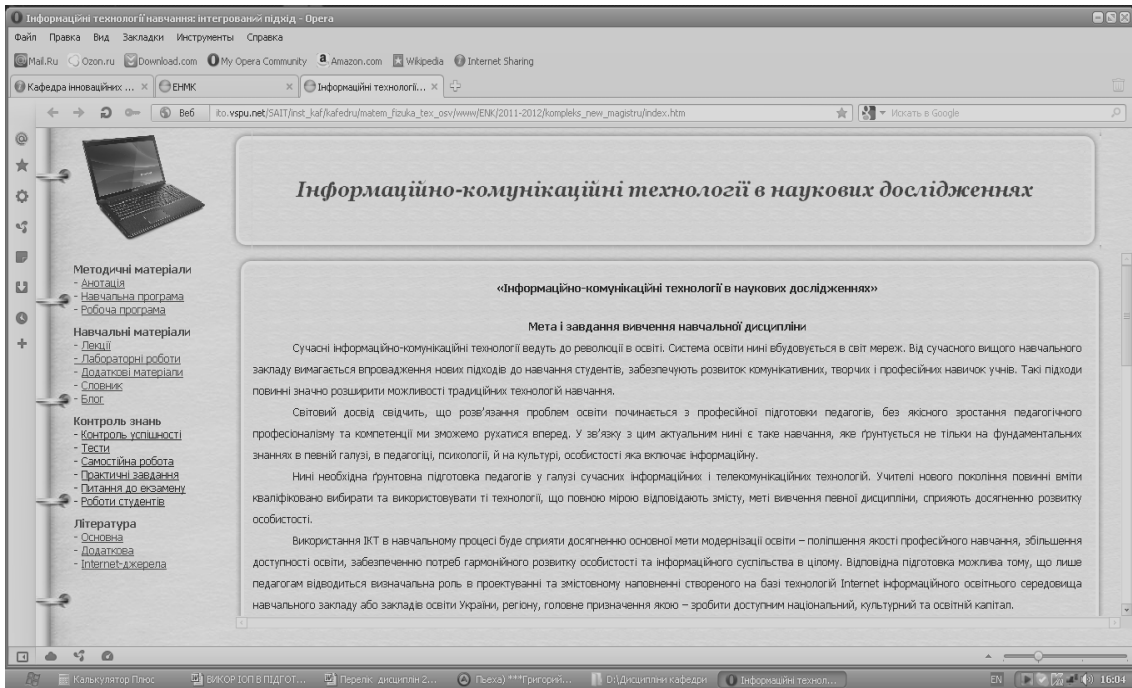 Інформаційні технології навчання: інтегрований підхід - Opera
Файл Правка Вид Закладки Инструменты Справка
Mail.Ru Ozon.ru Download.com My Opera Community Amazon.com Wikipedia Internet Sharing
Кафедра інноваційних ... ЕНМК Інформаційні технології...
Веб ito.vspu.net/SAIT/inst_kaf/kafedru/matem_fizuka_tex_osv/www/ENK/2011-2012/kompleks_new_magistru/index.htm Искать в Google
Інформаційно-комунікаційні технології в наукових дослідженнях
Методичні матеріали
- Анотація
- Навчальна програма
- Робоча програма
Навчальні матеріали
- Лекції
- Лабораторні роботи
- Додаткові матеріали
- Словник
- Блог
Контроль знань
- Контроль успішності
- Тести
- Самостійна робота
- Практичні завдання
- Питання до екзамену
- Роботи студентів
Література
- Основна
- Додаткова
- Internet-джерела
«Інформаційно-комунікаційні технології в наукових дослідженнях»
Мета і завдання вивчення навчальної дисципліни
Сучасні інформаційно-комунікаційні технології ведуть до революції в освіті. Система освіти нині вбудовується в світ мереж. Від сучасного вищого навчального
закладу вимагається впровадження нових підходів до навчання студентів, забезпечують розвиток комунікативних, творчих і професійних навичок учнів. Такі підходи
повинні значно розширити можливості традиційних технологій навчання.
Світовий досвід свідчить, що розв'язання проблем освіти починається з професійної підготовки педагогів, без якісного зростання педагогічного
професіоналізму та компетенції ми зможемо рухатися вперед. У зв'язку з цим актуальним нині є таке навчання, яке ґрунтується не тільки на фундаментальних
знаннях в певній галузі, в педагогіці, психології, й на культурі, особистості яка включає інформаційну.
Нині необхідна ґрунтовна підготовка педагогів у галузі сучасних інформаційних і телекомунікаційних технологій. Учителі нового покоління повинні вміти
кваліфіковано вибирати та використовувати ті технології, що повною мірою відповідають змісту, меті вивчення певної дисципліни, сприяють досягненню розвитку
особистості.
Використання ІКТ в навчальному процесі буде сприяти досягненню основної мети модернізації освіти – поліпшення якості професійного навчання, збільшення
доступності освіти, забезпеченню потреб гармонійного розвитку особистості та інформаційного суспільства в цілому. Відповідна підготовка можлива тому, що лише
педагогам відводиться визначальна роль в проектуванні та змістовному наповненні створеного на базі технологій Internet інформаційного освітнього середовища
навчального закладу або закладів освіти України, регіону, головне призначення якою – зробити доступним національний, культурний та освітній капітал.
Калькулятор Плюс ВИКОР ІОП В ПІДГОТ... Перелік дисциплін 2... Пьеха) ***Григорий... D:\Дисципліни кафедри Інформаційні технол... EN 16:04